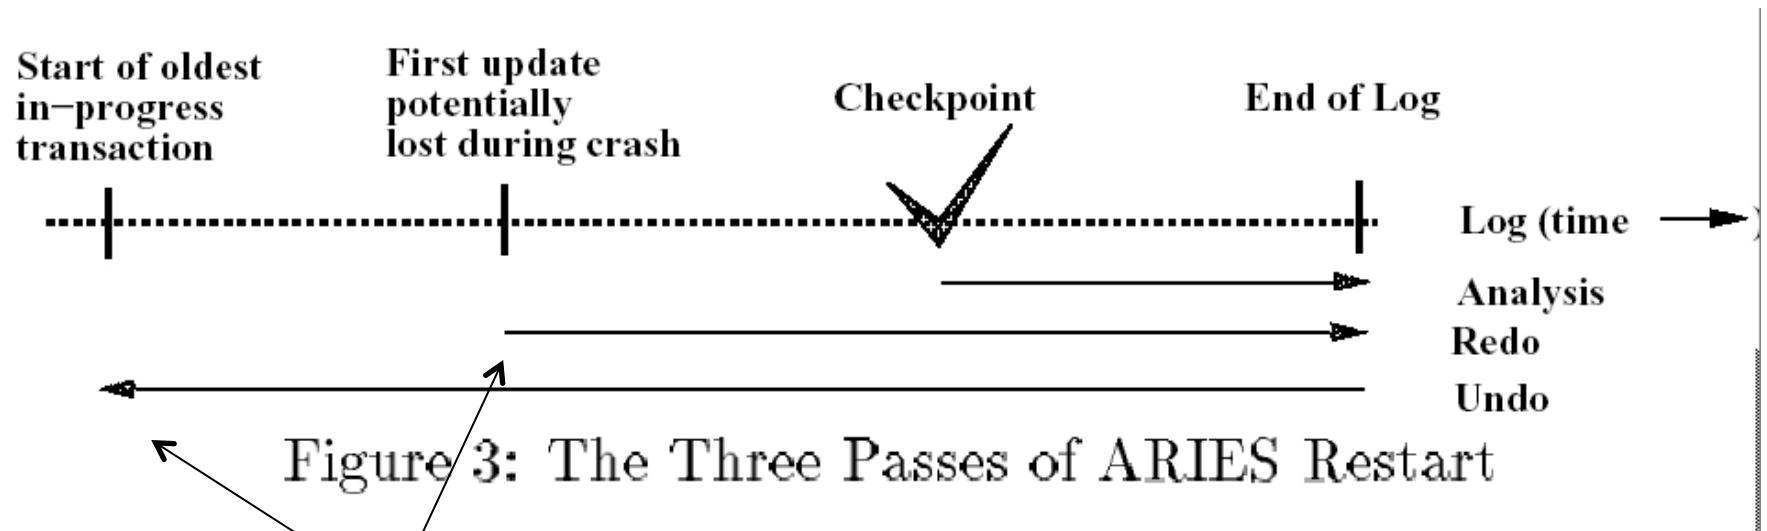 Start of oldest
in−progress
transaction
First update
potentially
lost during crash
Checkpoint
End of Log
Log (time )
Analysis
Redo
Undo
Figure 3: The Three Passes of ARIES Restart